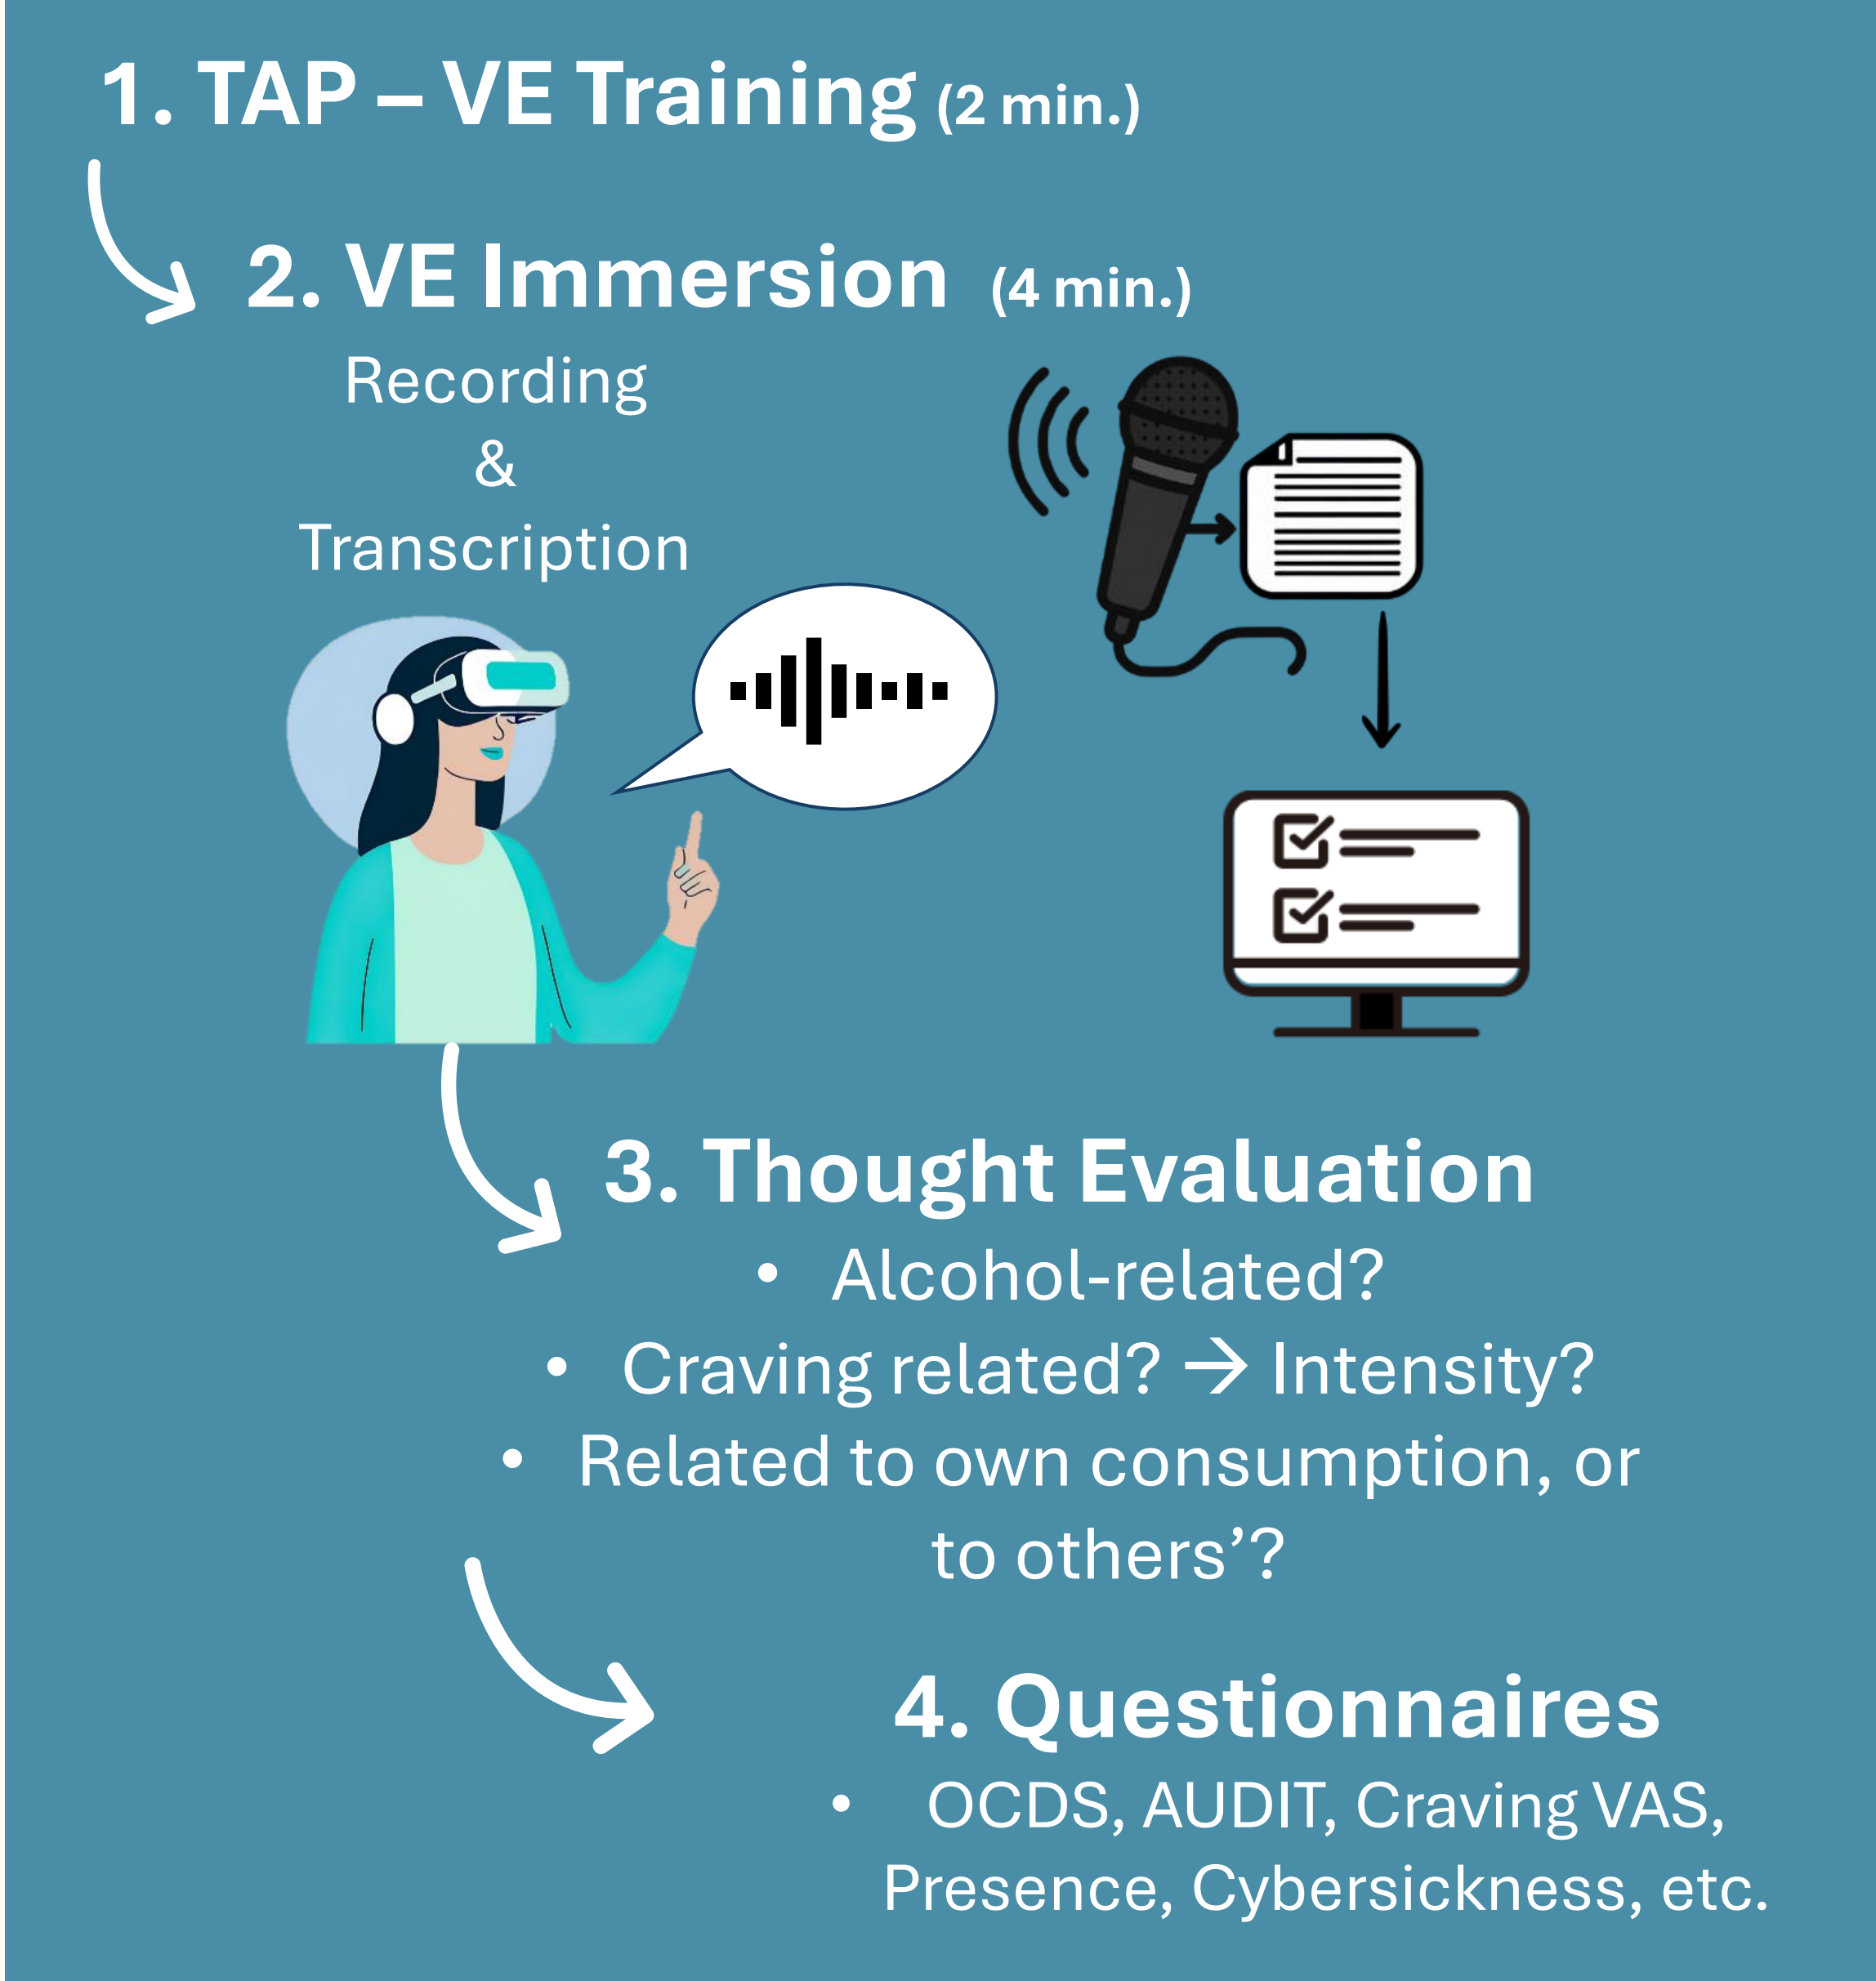 1. TAP – VE Training (2 min.)
2. VE Immersion (4 min.)
Recording
&
Transcription
3. Thought Evaluation
• Alcohol-related?
• Craving related? → Intensity?
• Related to own consumption, or
to others’?
4. Questionnaires
• OCDS, AUDIT, Craving VAS,
Presence, Cybersickness, etc.